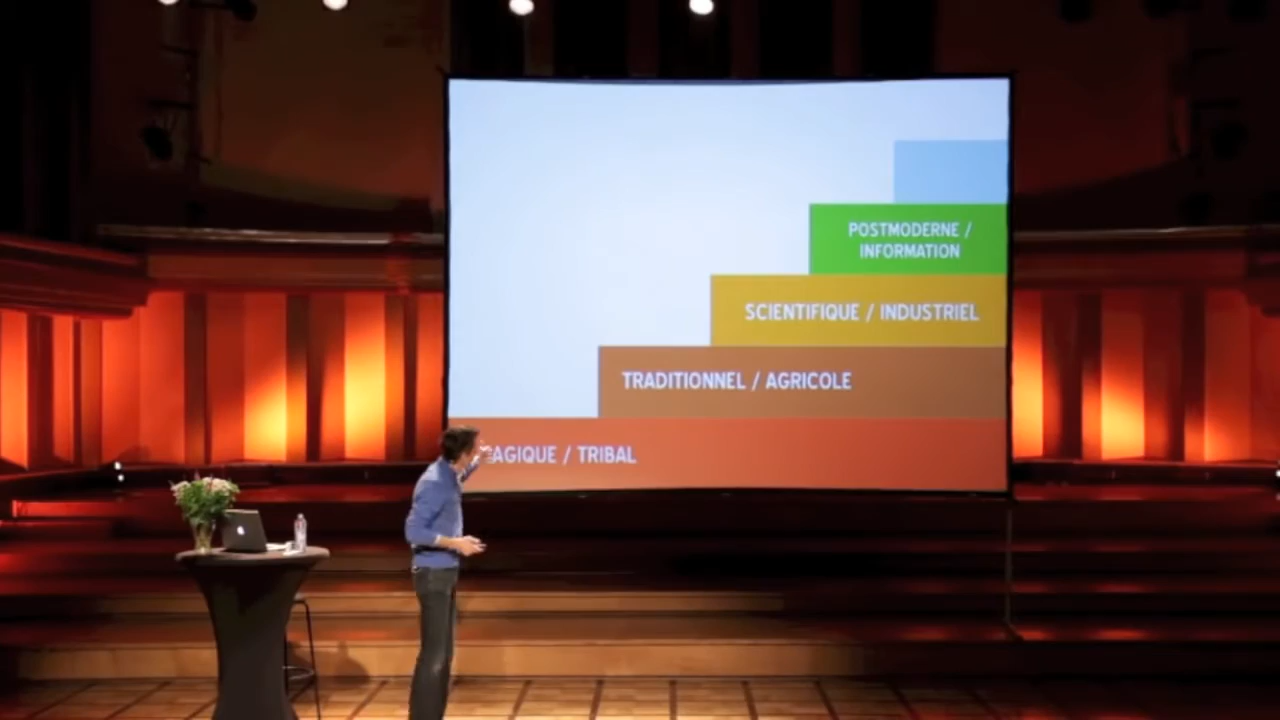 POSTMODERNE /
INFORMATION
SCIENTIFIQUE / INDUSTRIEL
TRADITIONNEL / AGRICOLE
AGIQUE / TRIBAL